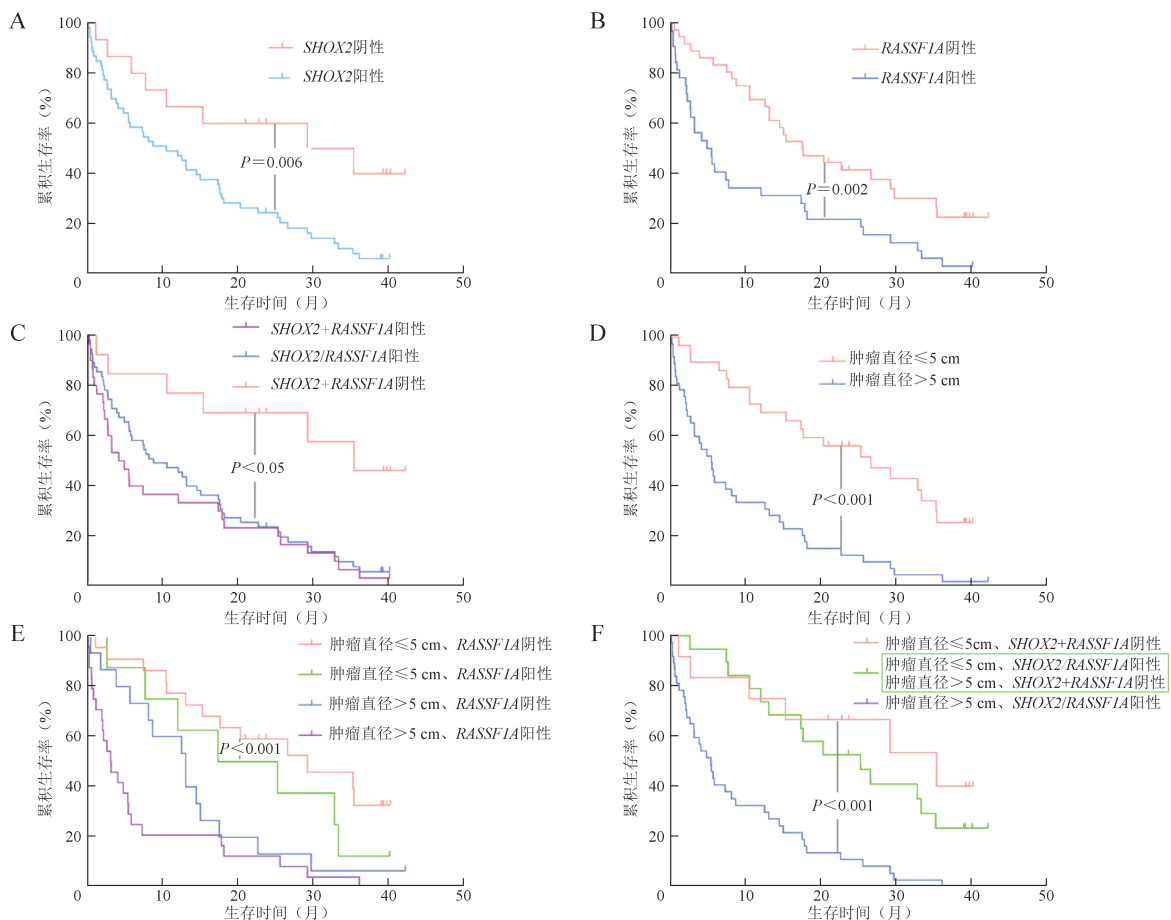 A
100
80
60
40
20
0
10
20
30
40
50
累积生存率（%）
生存时间（月）
SHOX2阴性
SHOX2阳性
P＝0.006
B
100
80
60
40
20
0
10
20
30
40
50
累积生存率（%）
生存时间（月）
RASSF1A阴性
RASSF1A阳性
P＝0.002
C
100
80
60
40
20
0
10
20
30
40
50
累积生存率（%）
生存时间（月）
SHOX2+RASSF1A阳性
SHOX2/RASSF1A阳性
SHOX2+RASSF1A阴性
P＜0.05
D
100
80
60
40
20
0
10
20
30
40
50
累积生存率（%）
生存时间（月）
肿瘤直径≤5 cm
肿瘤直径＞5 cm
P＜0.001
E
100
80
60
40
20
0
10
20
30
40
50
累积生存率（%）
生存时间（月）
肿瘤直径≤5 cm、RASSF1A阴性
肿瘤直径≤5 cm、RASSF1A阳性
肿瘤直径＞5 cm、RASSF1A阴性
肿瘤直径＞5 cm、RASSF1A阳性
P＜0.001
F
100
80
60
40
20
0
10
20
30
40
50
累积生存率（%）
生存时间（月）
肿瘤直径≤5cm、SHOX2+RASSF1A阴性
肿瘤直径≤5 cm、SHOX2/RASSF1A阳性
肿瘤直径＞5 cm、SHOX2+RASSF1A阴性
肿瘤直径＞5 cm、SHOX2/RASSF1A阳性
P＜0.001